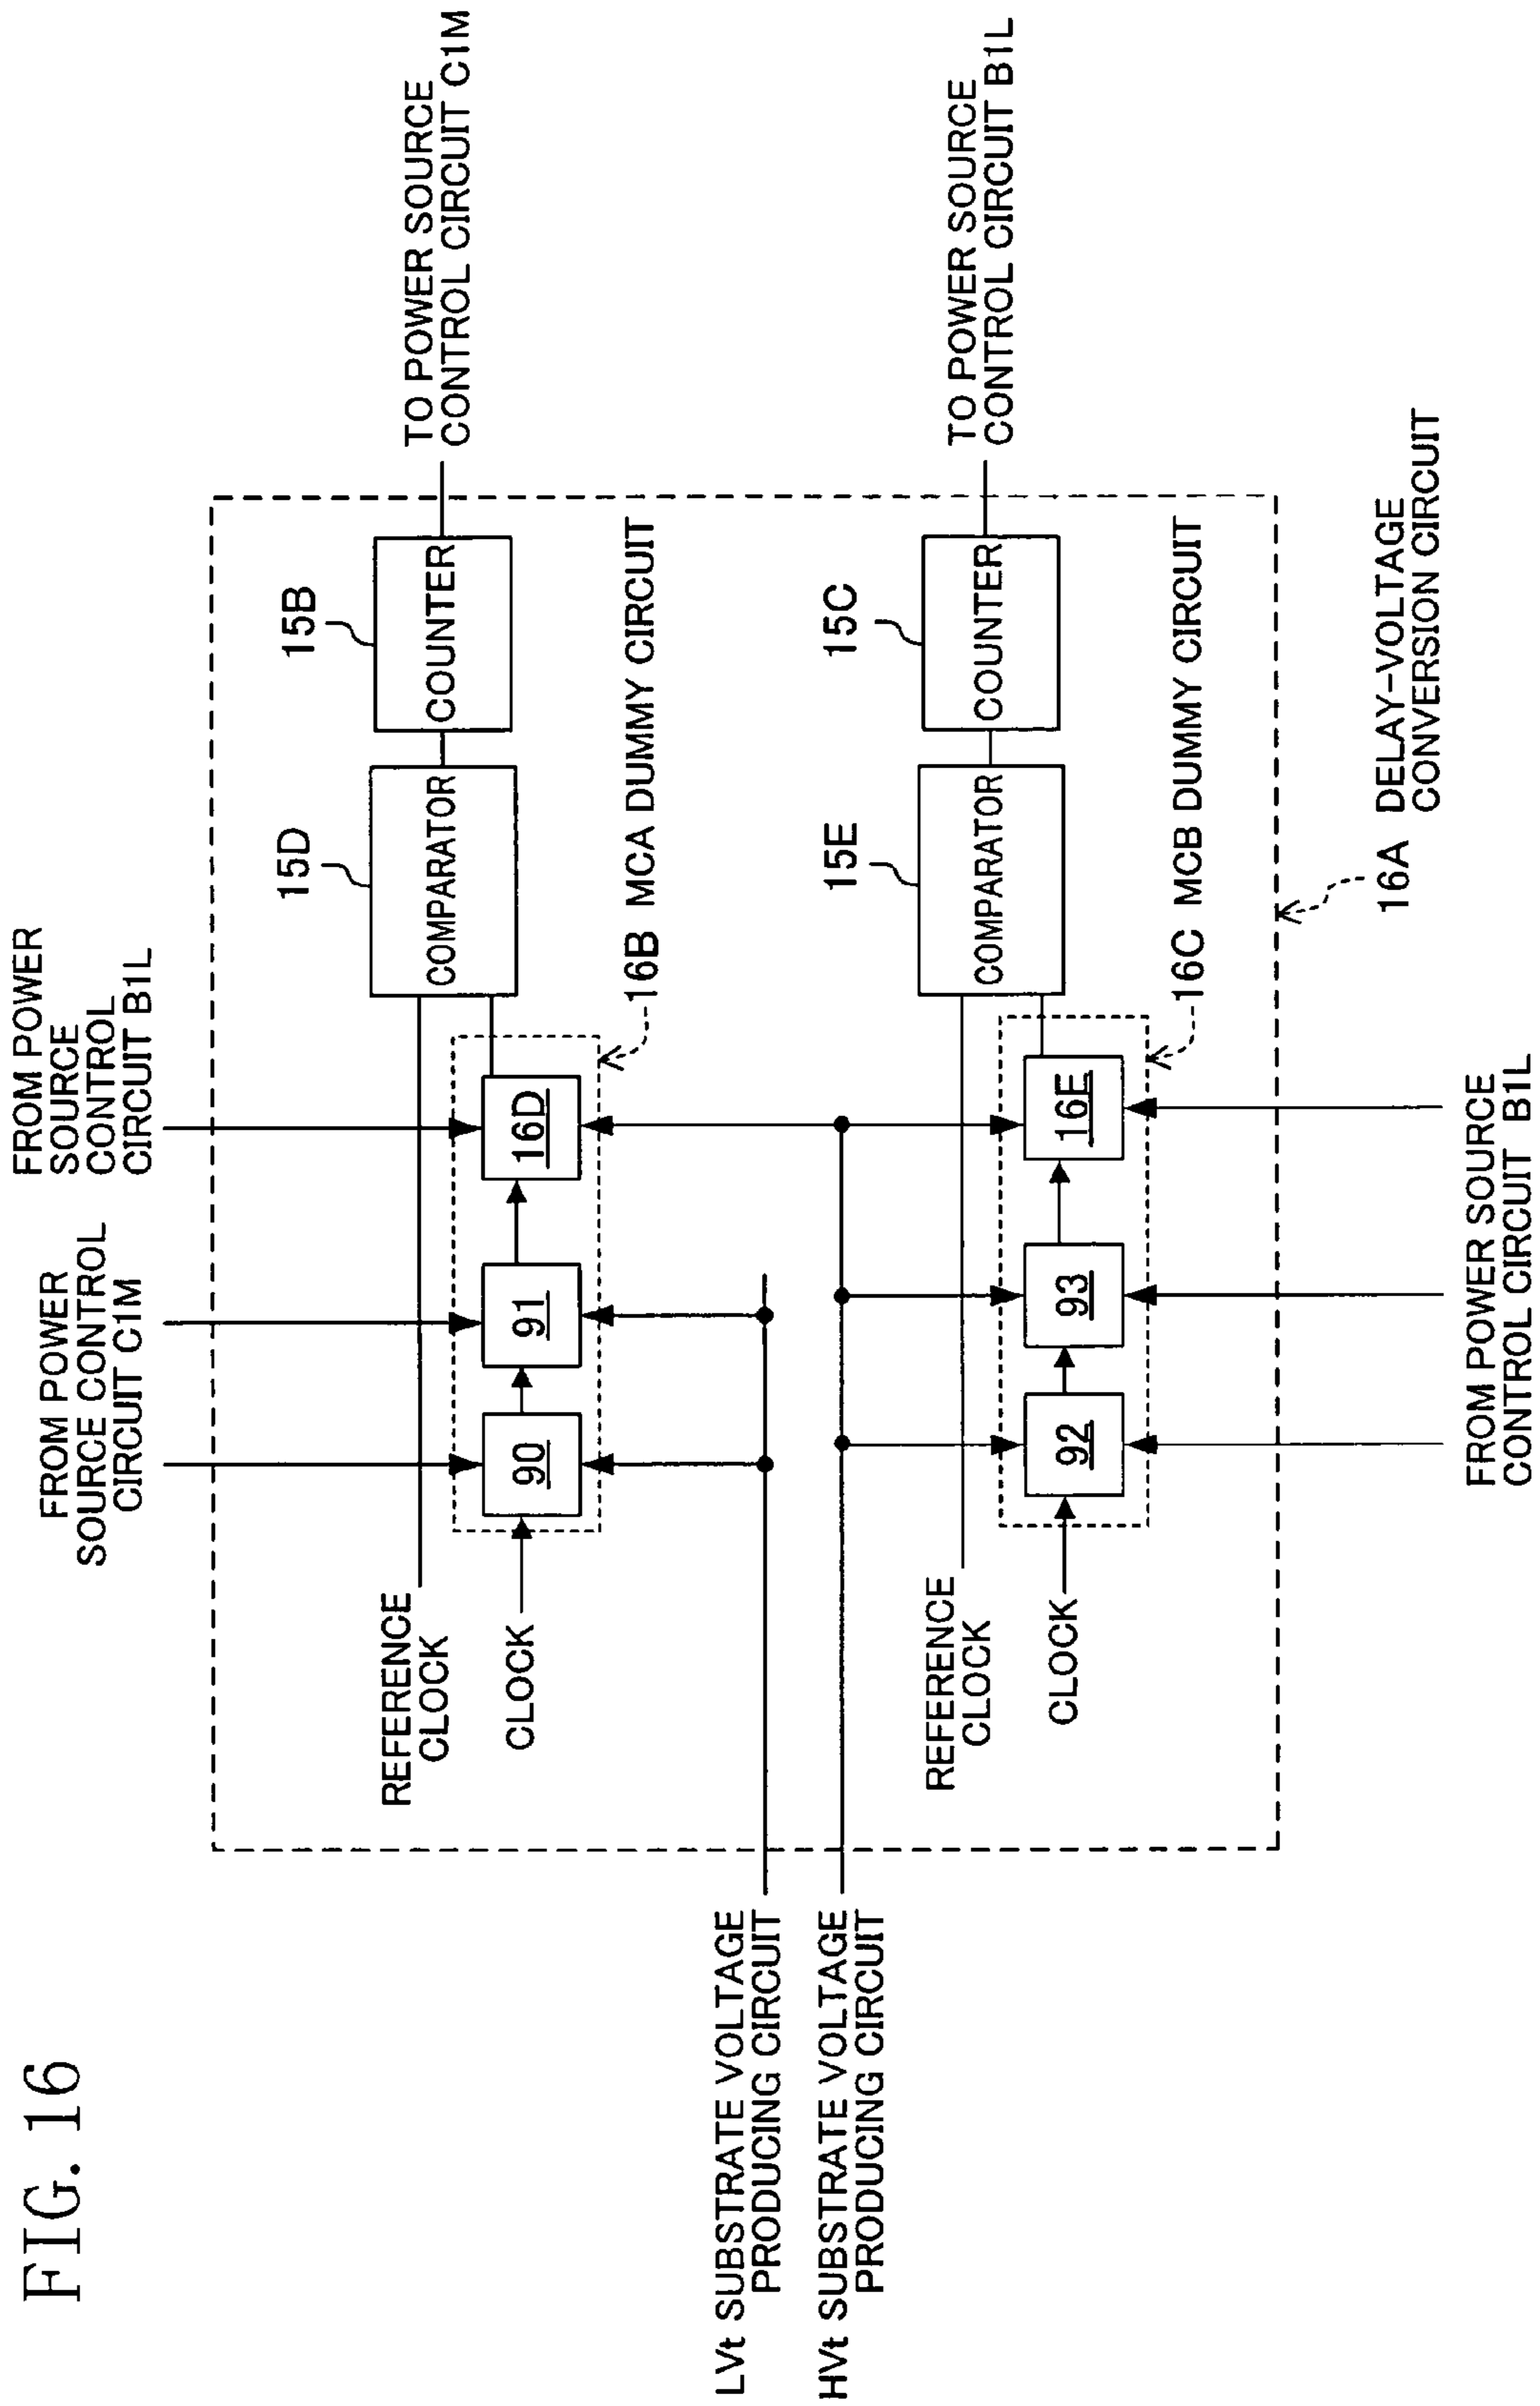 FIG. 16
FROM POWER
SOURCE CONTROL
CIRCUIT C1M
FROM POWER
SOURCE
CONTROL
CIRCUIT B1L
15D
15B
COMPARATOR
COUNTER
TO POWER SOURCE
CONTROL CIRCUIT C1M
REFERENCE
CLOCK
CLOCK
90
91
16D
16B MCA DUMMY CIRCUIT
LVt SUBSTRATE VOLTAGE
PRODUCING CIRCUIT
HVt SUBSTRATE VOLTAGE
PRODUCING CIRCUIT
15E
15C
COMPARATOR
COUNTER
TO POWER SOURCE
CONTROL CIRCUIT B1L
REFERENCE
CLOCK
CLOCK
92
93
16E
16C MCB DUMMY CIRCUIT
16A DELAY-VOLTAGE
CONVERSION CIRCUIT
FROM POWER SOURCE
CONTROL CIRCUIT B1L